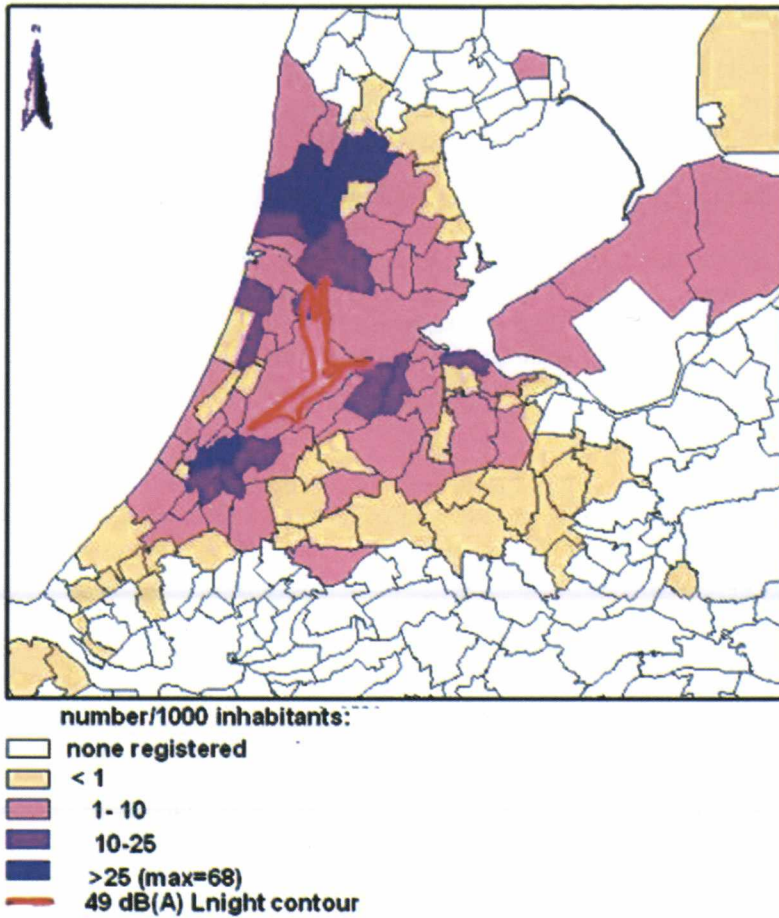 number/1000 inhabitants:
none registered
< 1
1- 10
10-25
>25 (max=68)
49 dB(A) Lnight contour